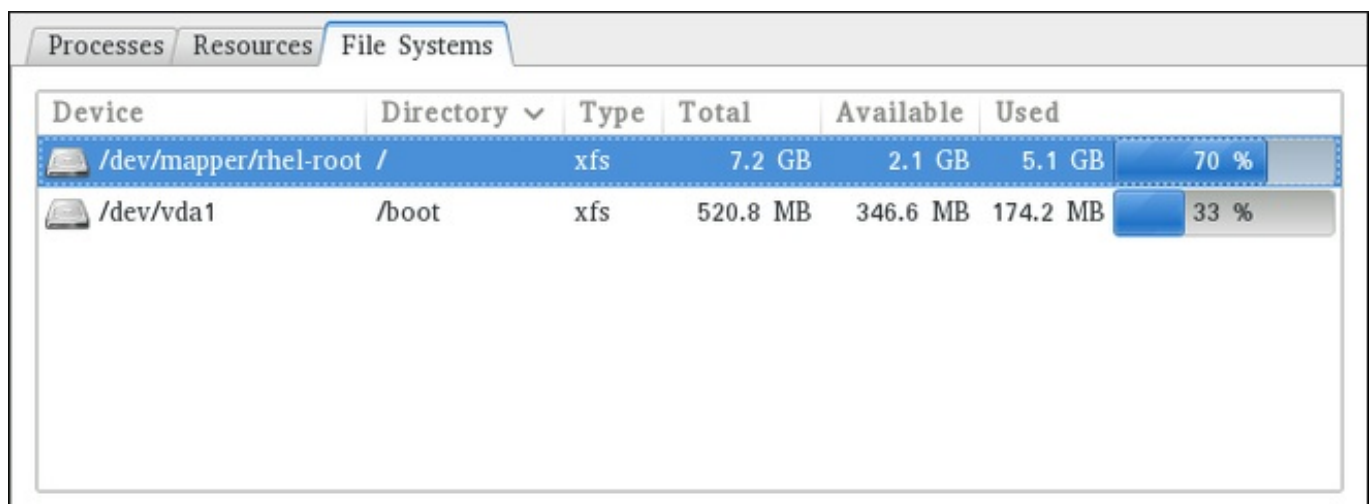 Processes Resources File Systems
Device Directory Type Total Available Used
/dev/mapper/rhel-root / xfs 7.2 GB 2.1 GB 5.1 GB 70 %
/dev/vda1 /boot xfs 520.8 MB 346.6 MB 174.2 MB 33 %